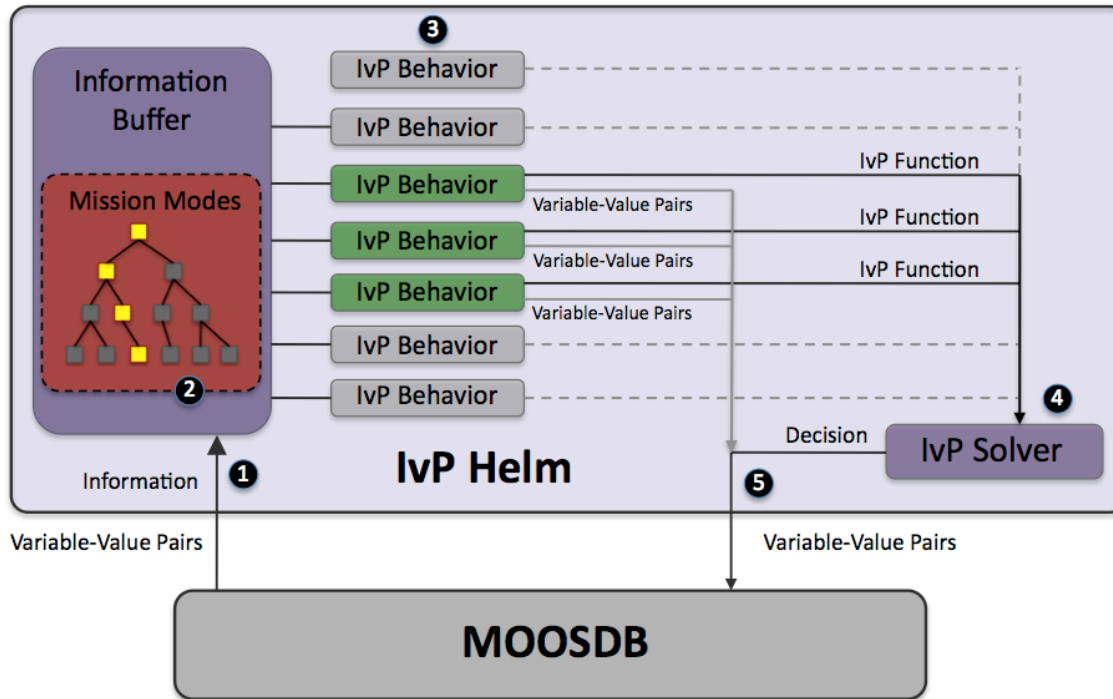 3
Information
Buffer
IvP Behavior
IvP Behavior
IvP Function
IvP Behavior
Mission Modes
Variable-Value Pairs
IvP Function
IvP Behavior
Variable-Value Pairs
IvP Function
IvP Behavior
Variable-Value Pairs
IvP Behavior
2
IvP Behavior
4
Decision
IvP Solver
IvP Helm
1
Information
5
Variable-Value Pairs
Variable-Value Pairs
MOOSDB